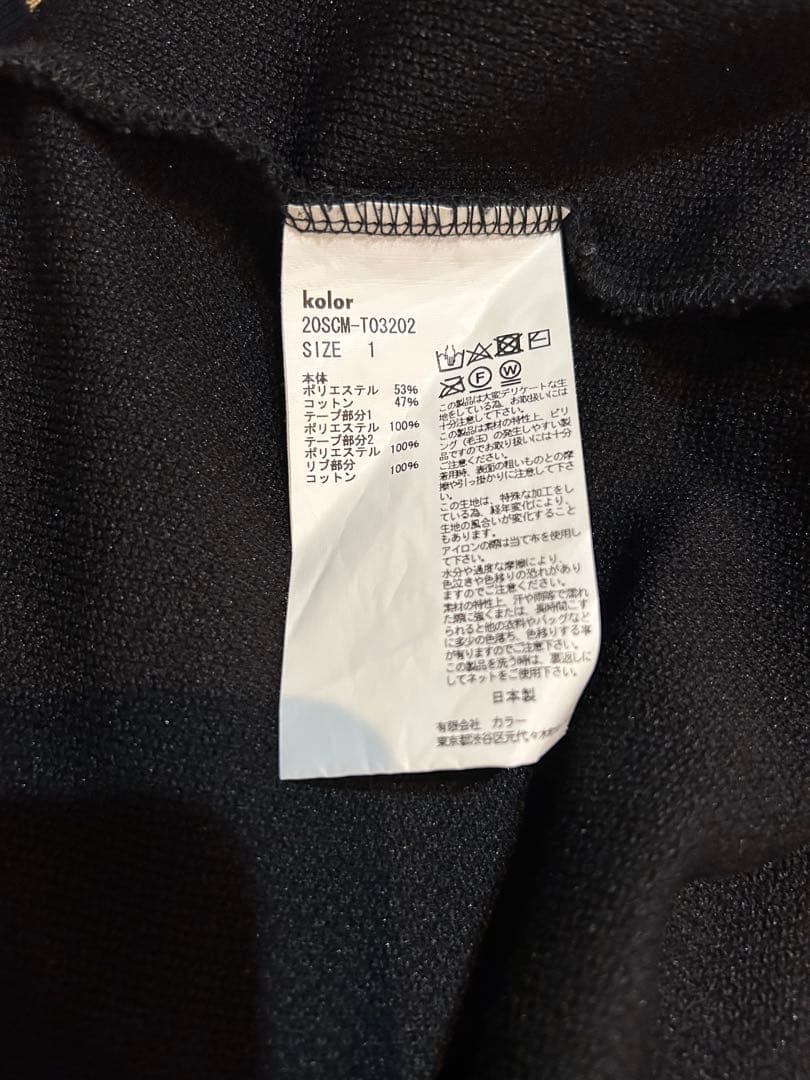 kolor
20SCM-T03202
SIZE 1
本体
ポリエステル 53%
コットン 47%
テープ部分1
ポリエステル 100%
テープ部分2
ポリエステル 100%
リブ部分
コットン 100%
F
W
この製品は大変デリケートな生
地をしている為、お取扱いには
十分注意して下さい。
この製品は素材の特性上、ピリ
ング（毛玉）の発生しやすい製
品ですのでお取り扱いには十分
ご注意ください。
着用時、表面の粗いものとの摩
擦や引っ掛かりに注意して下さ
い。
この生地は、特殊な加工をし
ている為、経年変化により、
生地の風合いが変化すること
もあります。
アイロンの際は当て布を使用し
て下さい。
水分や過度な摩擦により、
色泣きや色移りの恐れがあり
ますのでご注意ください。
素材の特性上、汗や雨等で濡れ
た際に強くまたは、長時間こす
られると他の衣料やバッグなど
に多少の色落ち、色移りする事
が有りますのでご注意下さい。
この製品を洗う時は、裏返しに
してネットをご使用下さい。
日本製
有限会社 カラー
東京都渋谷区元代々木